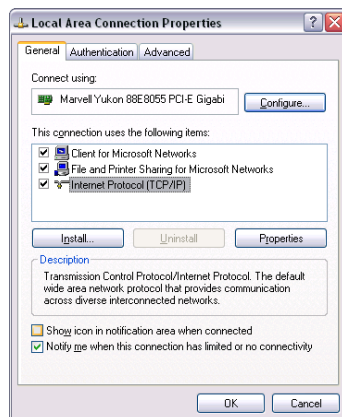 Local Area Connection Properties
General Authentication Advanced
Connect using:
Marvell Yukon 88E8055 PCI-E Gigabi
Configure...
This connection uses the following items:
Client for Microsoft Networks
File and Printer Sharing for Microsoft Networks
Internet Protocol (TCP/IP)
Install... Uninstall Properties
Description
Transmission Control Protocol/Internet Protocol. The default
wide area network protocol that provides communication
across diverse interconnected networks.
Show icon in notification area when connected
Notify me when this connection has limited or no connectivity
OK Cancel